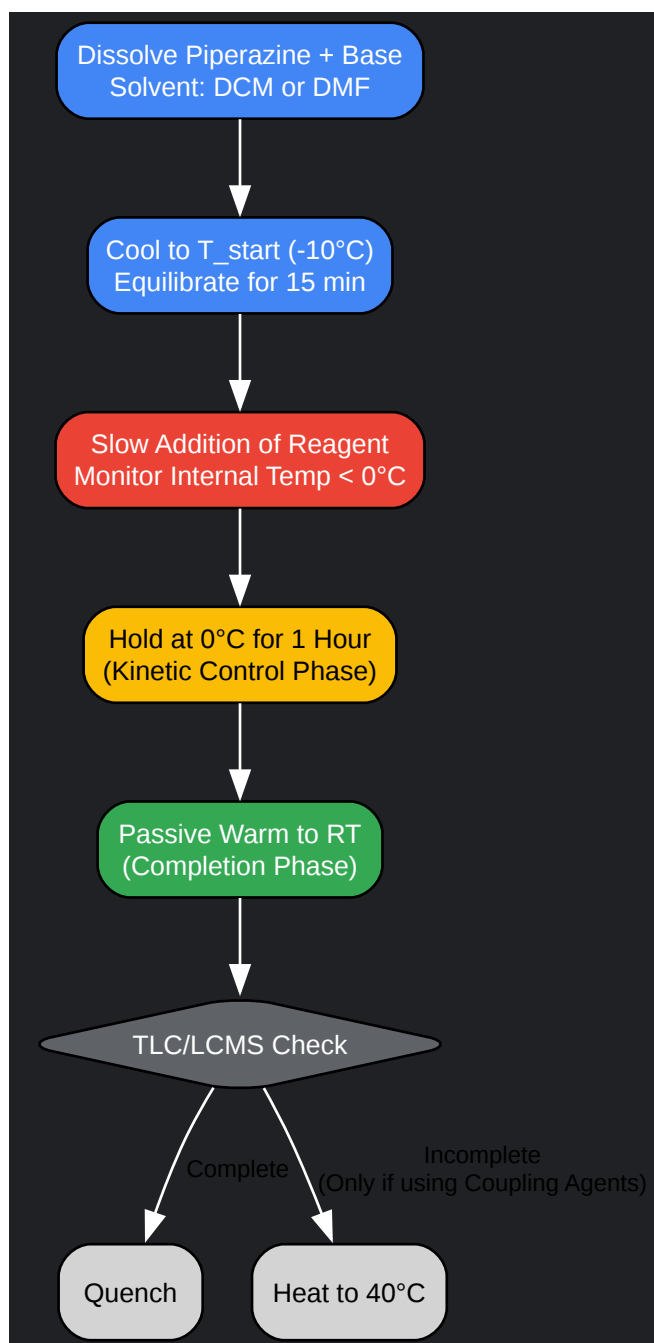 Dissolve Piperazine + Base
Solvent: DCM or DMF
Cool to T_start (-10°C)
Equilibrate for 15 min
Slow Addition of Reagent
Monitor Internal Temp < 0°C
Hold at 0°C for 1 Hour
(Kinetic Control Phase)
Passive Warm to RT
(Completion Phase)
TLC/LCMS Check
Complete
Incomplete
(Only if using Coupling Agents)
Quench
Heat to 40°C